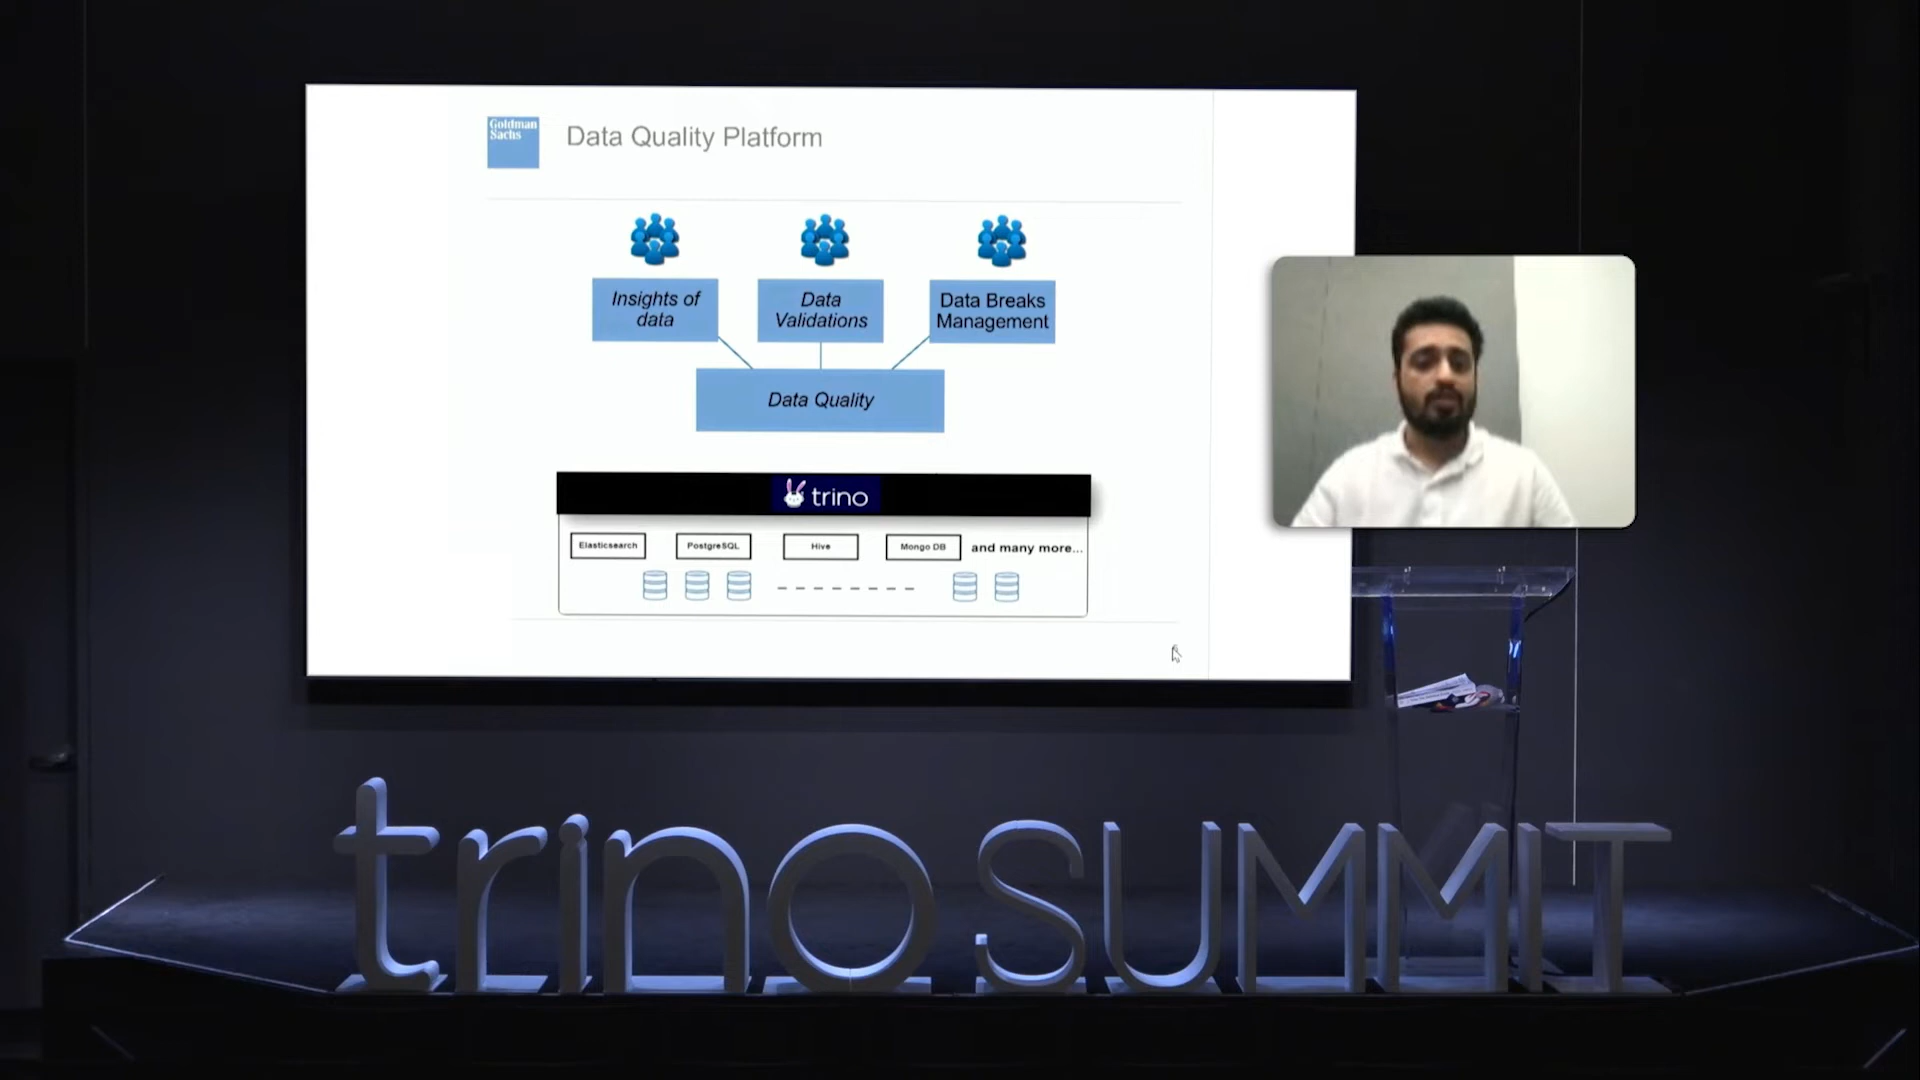 Goldman
Sachs
Data Quality Platform
Insights of
data
Data
Validations
Data Breaks
Management
Data Quality
trino
Elasticsearch
PostgreSQL
Hive
Mongo DB
and many more...
trino SUMMIT